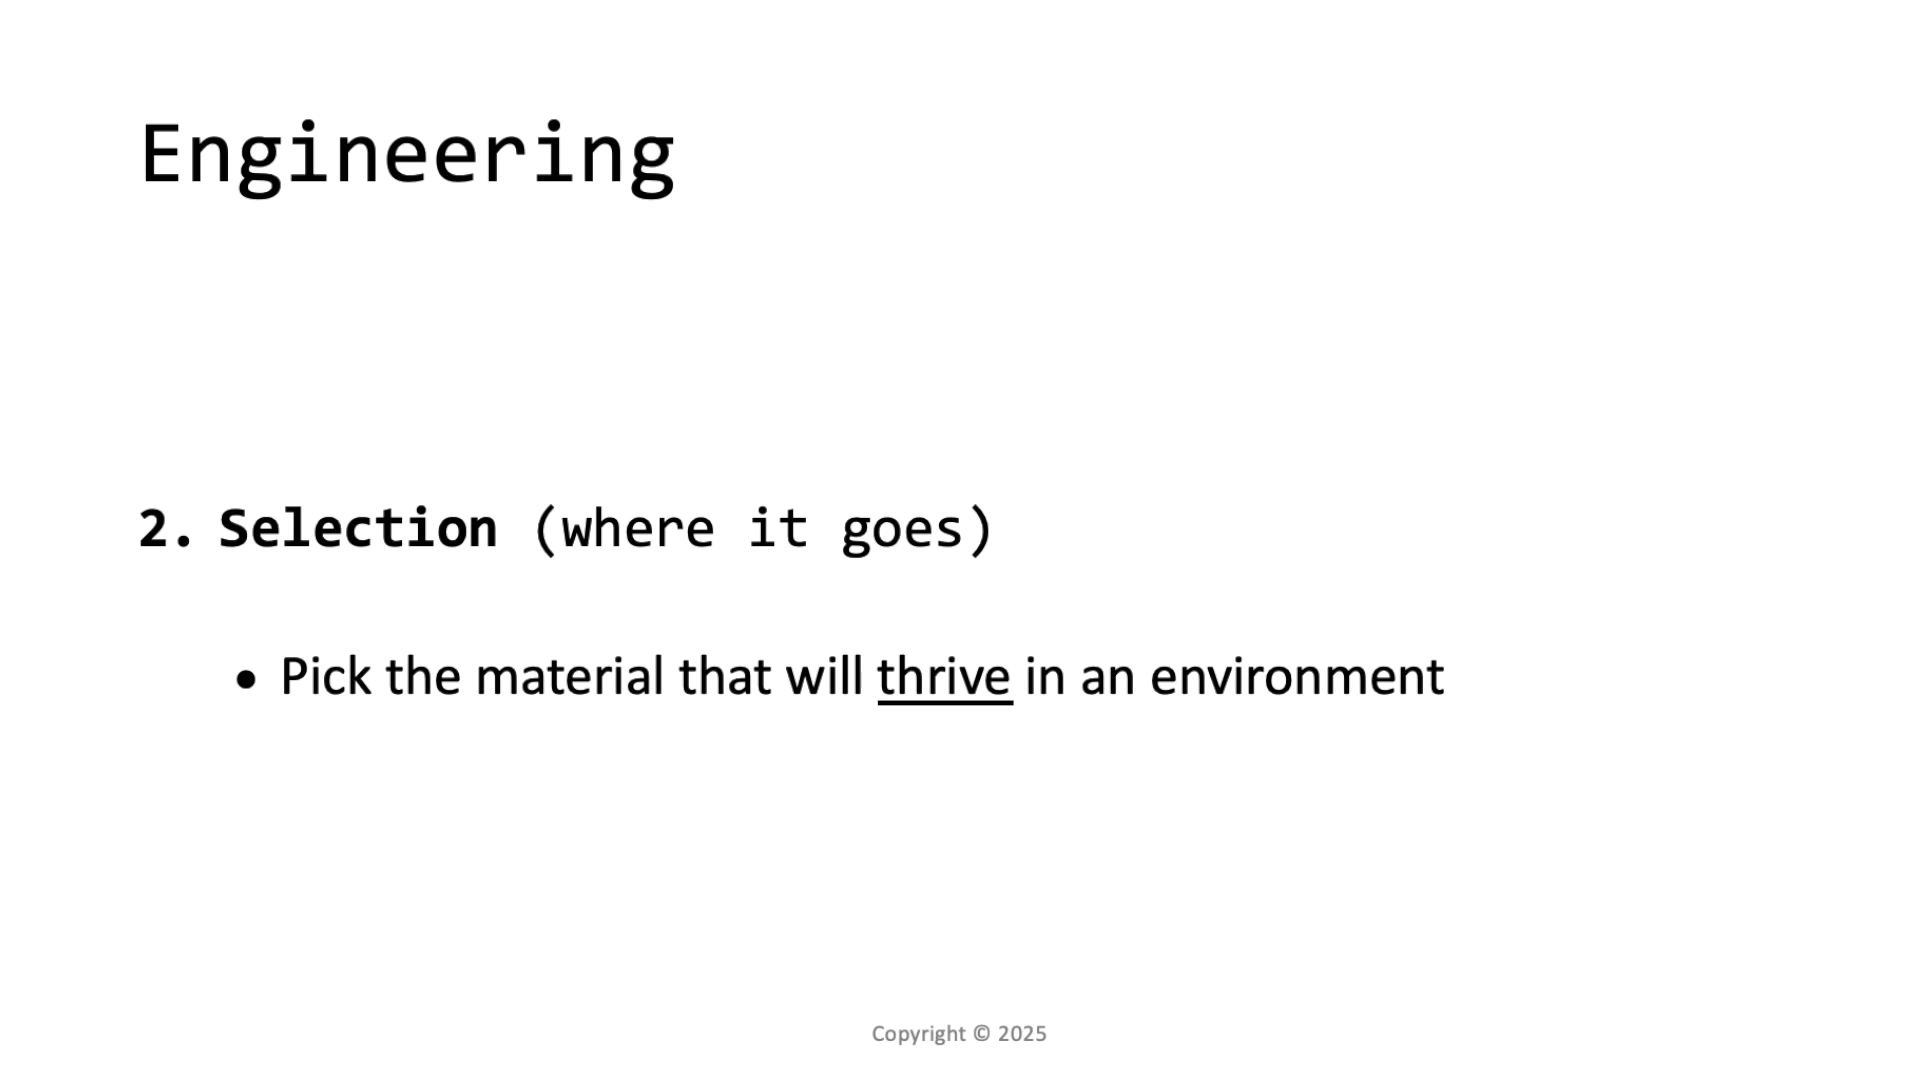 Engineering
2. Selection (where it goes)
• Pick the material that will thrive in an environment
Copyright © 2025